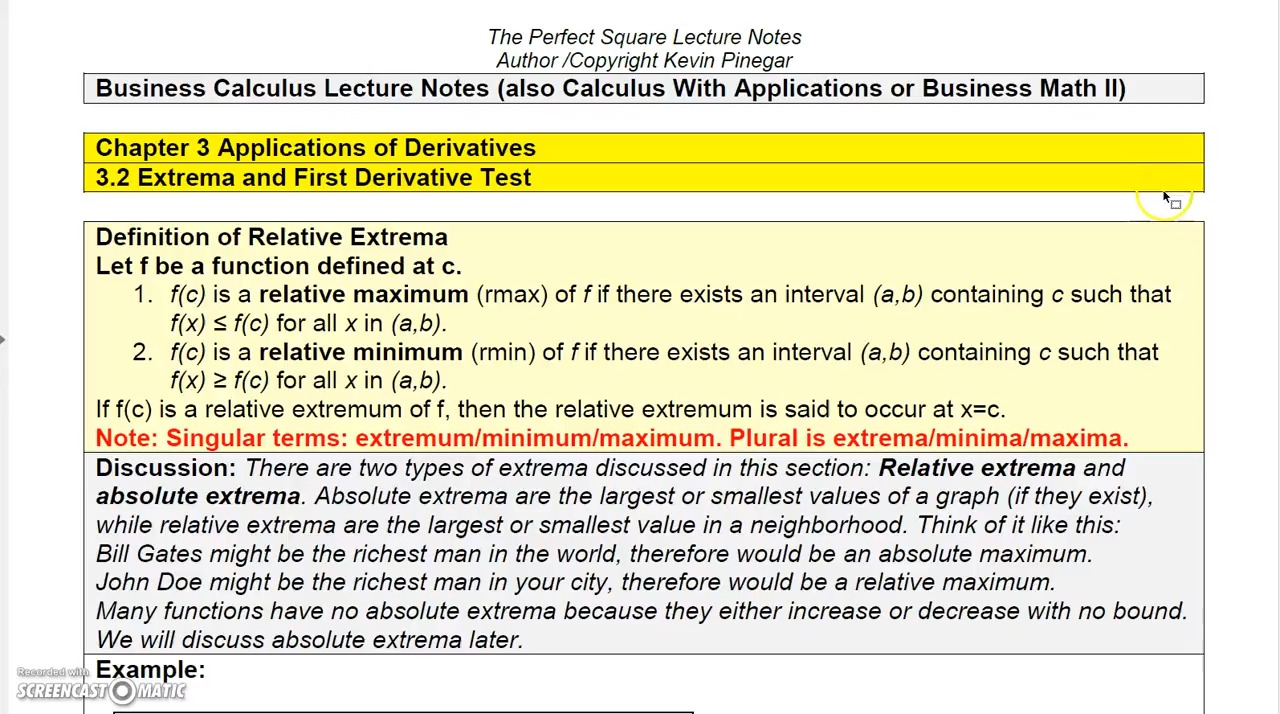 The Perfect Square Lecture Notes
Author /Copyright Kevin Pinegar
Business Calculus Lecture Notes (also Calculus With Applications or Business Math II)
Chapter 3 Applications of Derivatives
3.2 Extrema and First Derivative Test
Definition of Relative Extrema
Let f be a function defined at c.
1. f(c) is a relative maximum (rmax) of f if there exists an interval (a,b) containing c such that
f(x) ≤ f(c) for all x in (a,b).
2. f(c) is a relative minimum (rmin) of f if there exists an interval (a,b) containing c such that
f(x) ≥ f(c) for all x in (a,b).
If f(c) is a relative extremum of f, then the relative extremum is said to occur at x=c.
Note: Singular terms: extremum/minimum/maximum. Plural is extrema/minima/maxima.
Discussion: There are two types of extrema discussed in this section: Relative extrema and
absolute extrema. Absolute extrema are the largest or smallest values of a graph (if they exist),
while relative extrema are the largest or smallest value in a neighborhood. Think of it like this:
Bill Gates might be the richest man in the world, therefore would be an absolute maximum.
John Doe might be the richest man in your city, therefore would be a relative maximum.
Many functions have no absolute extrema because they either increase or decrease with no bound.
We will discuss absolute extrema later.
Example:
Recorded with
SCREENCAST-O-MATIC